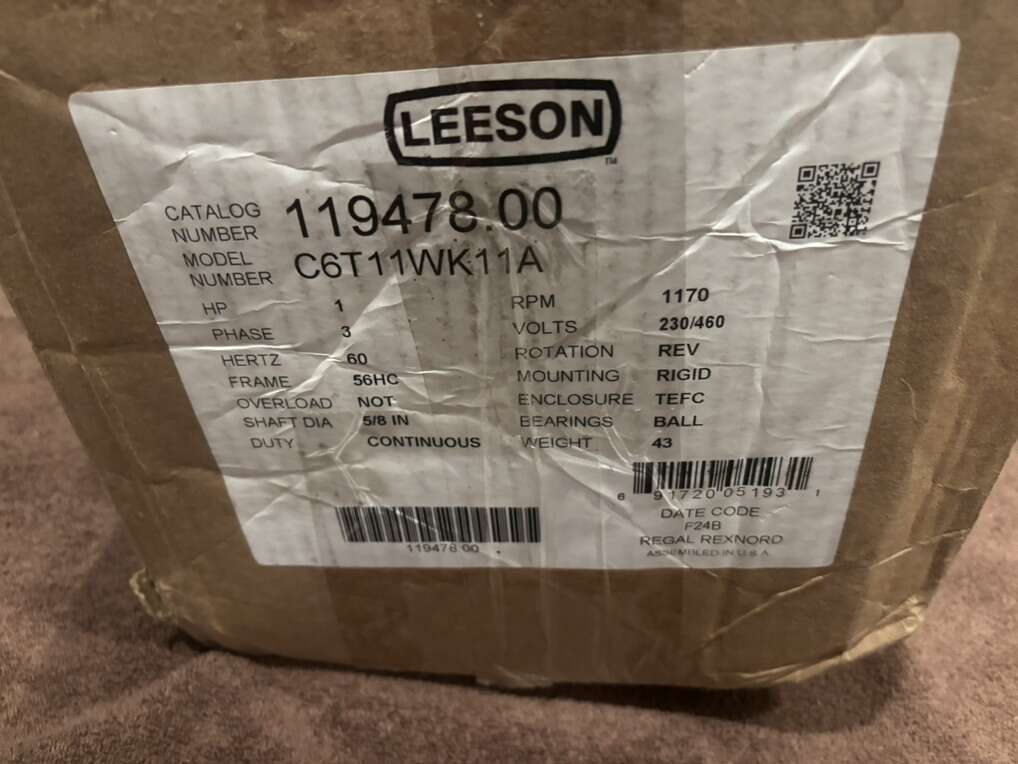 LEESON
TM
CATALOG NUMBER 119478.00
MODEL NUMBER C6T11WK11A
HP 1 RPM 1170
PHASE 3 VOLTS 230/460
HERTZ 60 ROTATION REV
FRAME 56HC MOUNTING RIGID
OVERLOAD NOT ENCLOSURE TEFC
SHAFT DIA 5/8 IN BEARINGS BALL
DUTY CONTINUOUS WEIGHT 43
6 91720 05193 1
119478.00
DATE CODE
F24B
REGAL REXNORD
ASSEMBLED IN U.S.A.